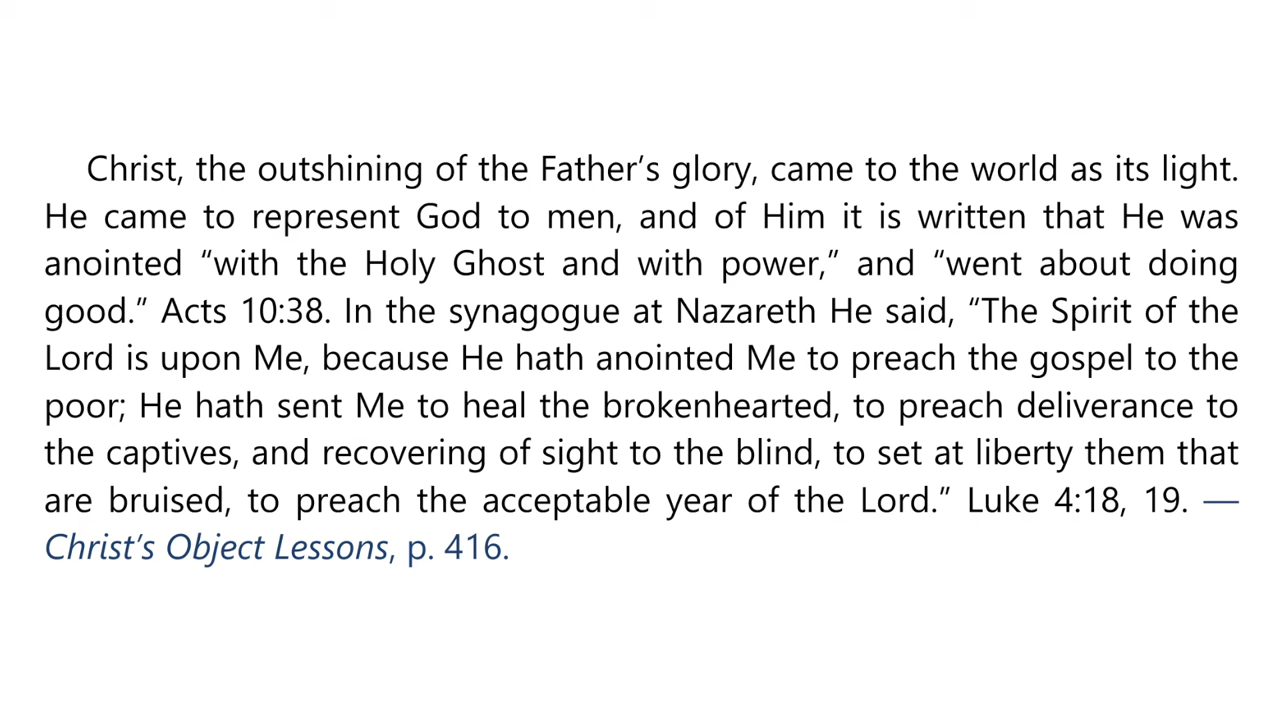 Christ, the outshining of the Father’s glory, came to the world as its light.
He came to represent God to men, and of Him it is written that He was
anointed “with the Holy Ghost and with power,” and “went about doing
good.” Acts 10:38. In the synagogue at Nazareth He said, “The Spirit of the
Lord is upon Me, because He hath anointed Me to preach the gospel to the
poor; He hath sent Me to heal the brokenhearted, to preach deliverance to
the captives, and recovering of sight to the blind, to set at liberty them that
are bruised, to preach the acceptable year of the Lord.” Luke 4:18, 19. —
Christ’s Object Lessons, p. 416.